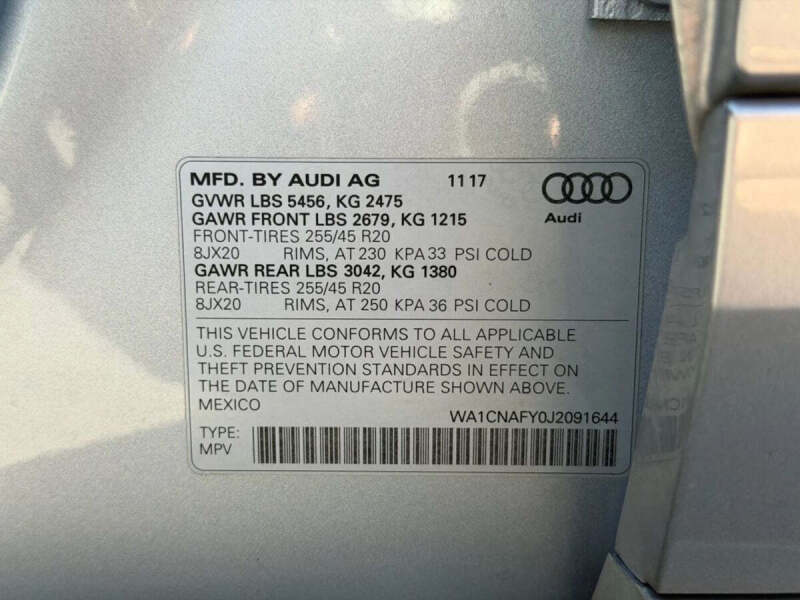 MFD. BY AUDI AG 11 17
GVWR LBS 5456, KG 2475
GAWR FRONT LBS 2679, KG 1215
Audi
FRONT-TIRES 255/45 R20
8JX20 RIMS, AT 230 KPA 33 PSI COLD
GAWR REAR LBS 3042, KG 1380
REAR-TIRES 255/45 R20
8JX20 RIMS, AT 250 KPA 36 PSI COLD
THIS VEHICLE CONFORMS TO ALL APPLICABLE
U.S. FEDERAL MOTOR VEHICLE SAFETY AND
THEFT PREVENTION STANDARDS IN EFFECT ON
THE DATE OF MANUFACTURE SHOWN ABOVE.
MEXICO WA1CNAFY0J2091644
TYPE:
MPV